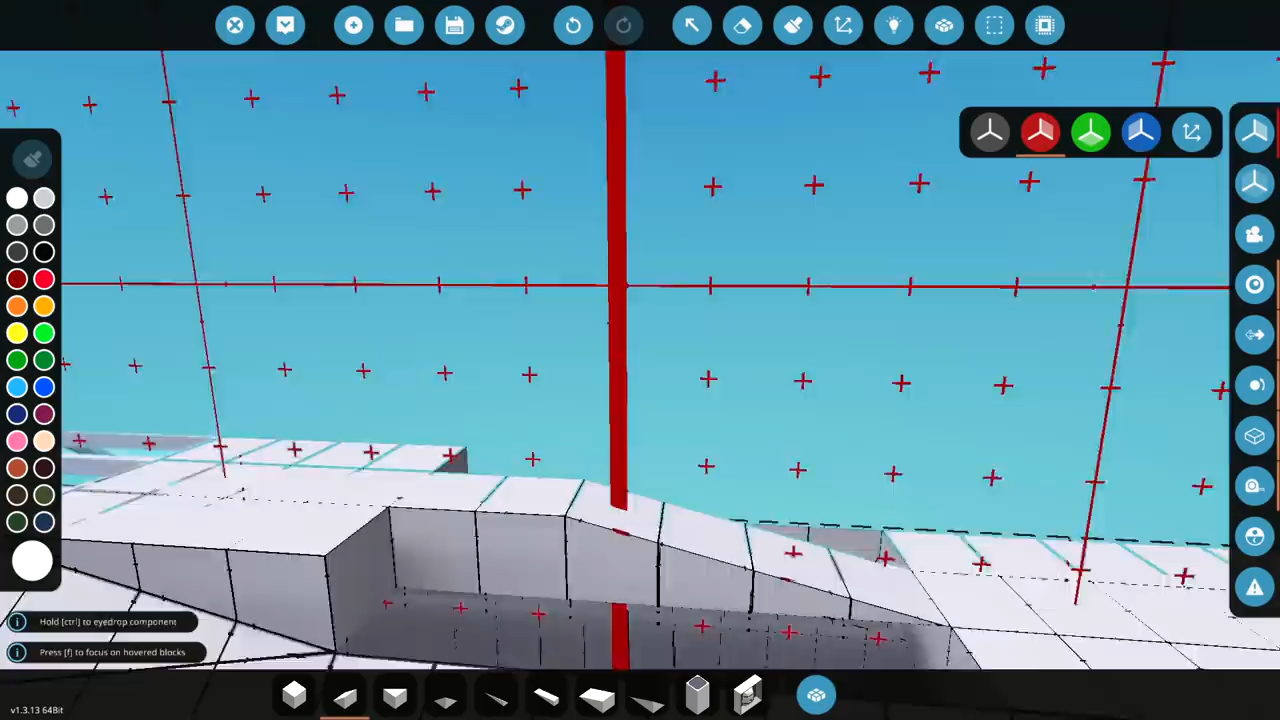 Hold [ctrl] to eyedrop component
Press [f] to focus on hovered blocks
v1.3.13 64Bit